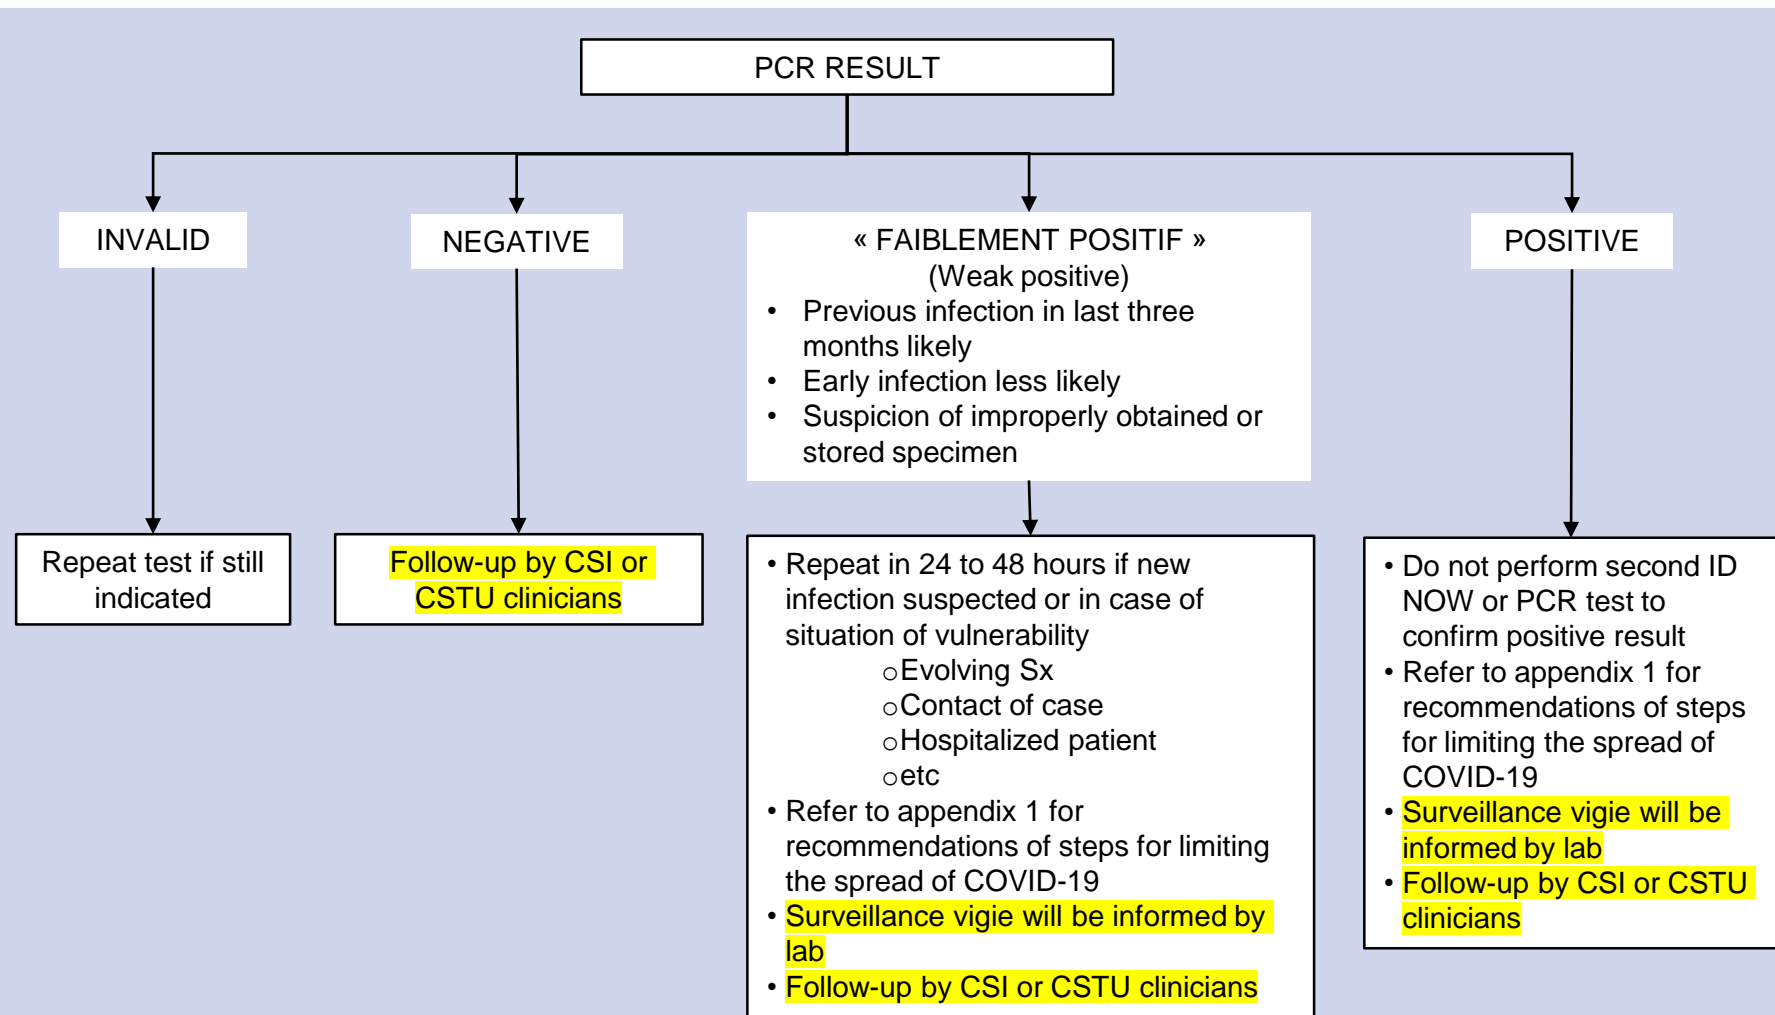 PCR RESULT
INVALID
NEGATIVE
« FAIBLEMENT POSITIF »
(Weak positive)
• Previous infection in last three
months likely
• Early infection less likely
• Suspicion of improperly obtained or
stored specimen
POSITIVE
Repeat test if still
indicated
Follow-up by CSI or
CSTU clinicians
• Repeat in 24 to 48 hours if new
infection suspected or in case of
situation of vulnerability
oEvolving Sx
oContact of case
oHospitalized patient
oetc
• Refer to appendix 1 for
recommendations of steps for limiting
the spread of COVID-19
• Surveillance vigie will be informed by
lab
• Follow-up by CSI or CSTU clinicians
• Do not perform second ID
NOW or PCR test to
confirm positive result
• Refer to appendix 1 for
recommendations of steps
for limiting the spread of
COVID-19
• Surveillance vigie will be
informed by lab
• Follow-up by CSI or CSTU
clinicians